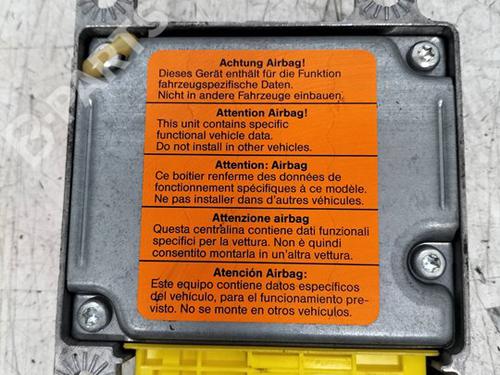 Achtung Airbag!
Dieses Gerät enthält für die Funktion
fahrzeugspezifische Daten.
Nicht in andere Fahrzeuge einbauen.
Attention Airbag!
This unit contains specific
functional vehicle data.
Do not install in other vehicles.
Attention: Airbag
Ce boîtier renferme des données de
fonctionnement spécifiques à ce modèle.
Ne pas installer dans d'autres véhicules.
Attenzione airbag
Questa centralina contiene dati funzionali
specifici per la vettura. Non è quindi
consentito montarla in un'altra vettura.
Atención Airbag:
Este equipo contiene datos específicos
del vehículo, para el funcionamiento pre-
visto. No se monte en otros vehículos.